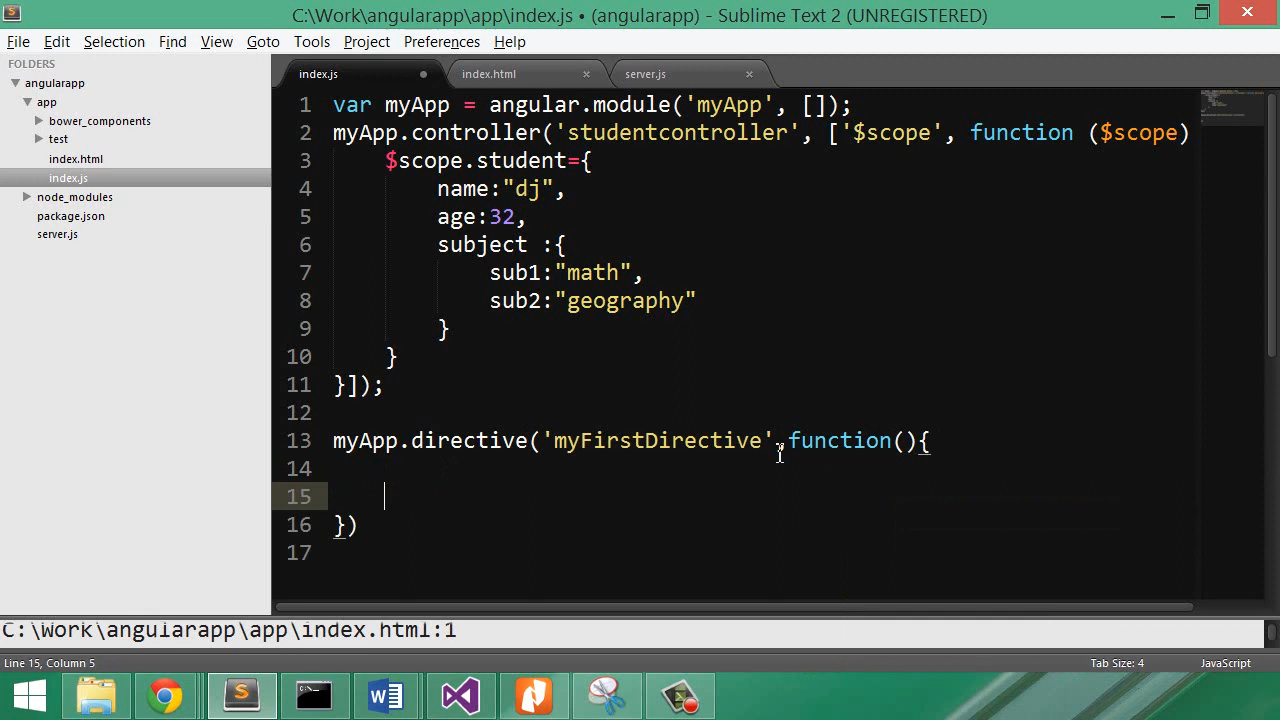 C:\Work\angularapp\app\index.js • (angularapp) - Sublime Text 2 (UNREGISTERED)
File Edit Selection Find View Goto Tools Project Preferences Help
FOLDERS
angularapp
app
bower_components
test
index.html
index.js
node_modules
package.json
server.js
index.js index.html server.js
1 var myApp = angular.module('myApp', []);
2 myApp.controller('studentcontroller', ['$scope', function ($scope)
3 $scope.student={
4 name:"dj",
5 age:32,
6 subject :{
7 sub1:"math",
8 sub2:"geography"
9 }
10 }
11 }]);
12
13 myApp.directive('myFirstDirective',function(){
14
15
16 })
17
C:\Work\angularapp\app\index.html:1
Line 15, Column 5 Tab Size: 4 JavaScript